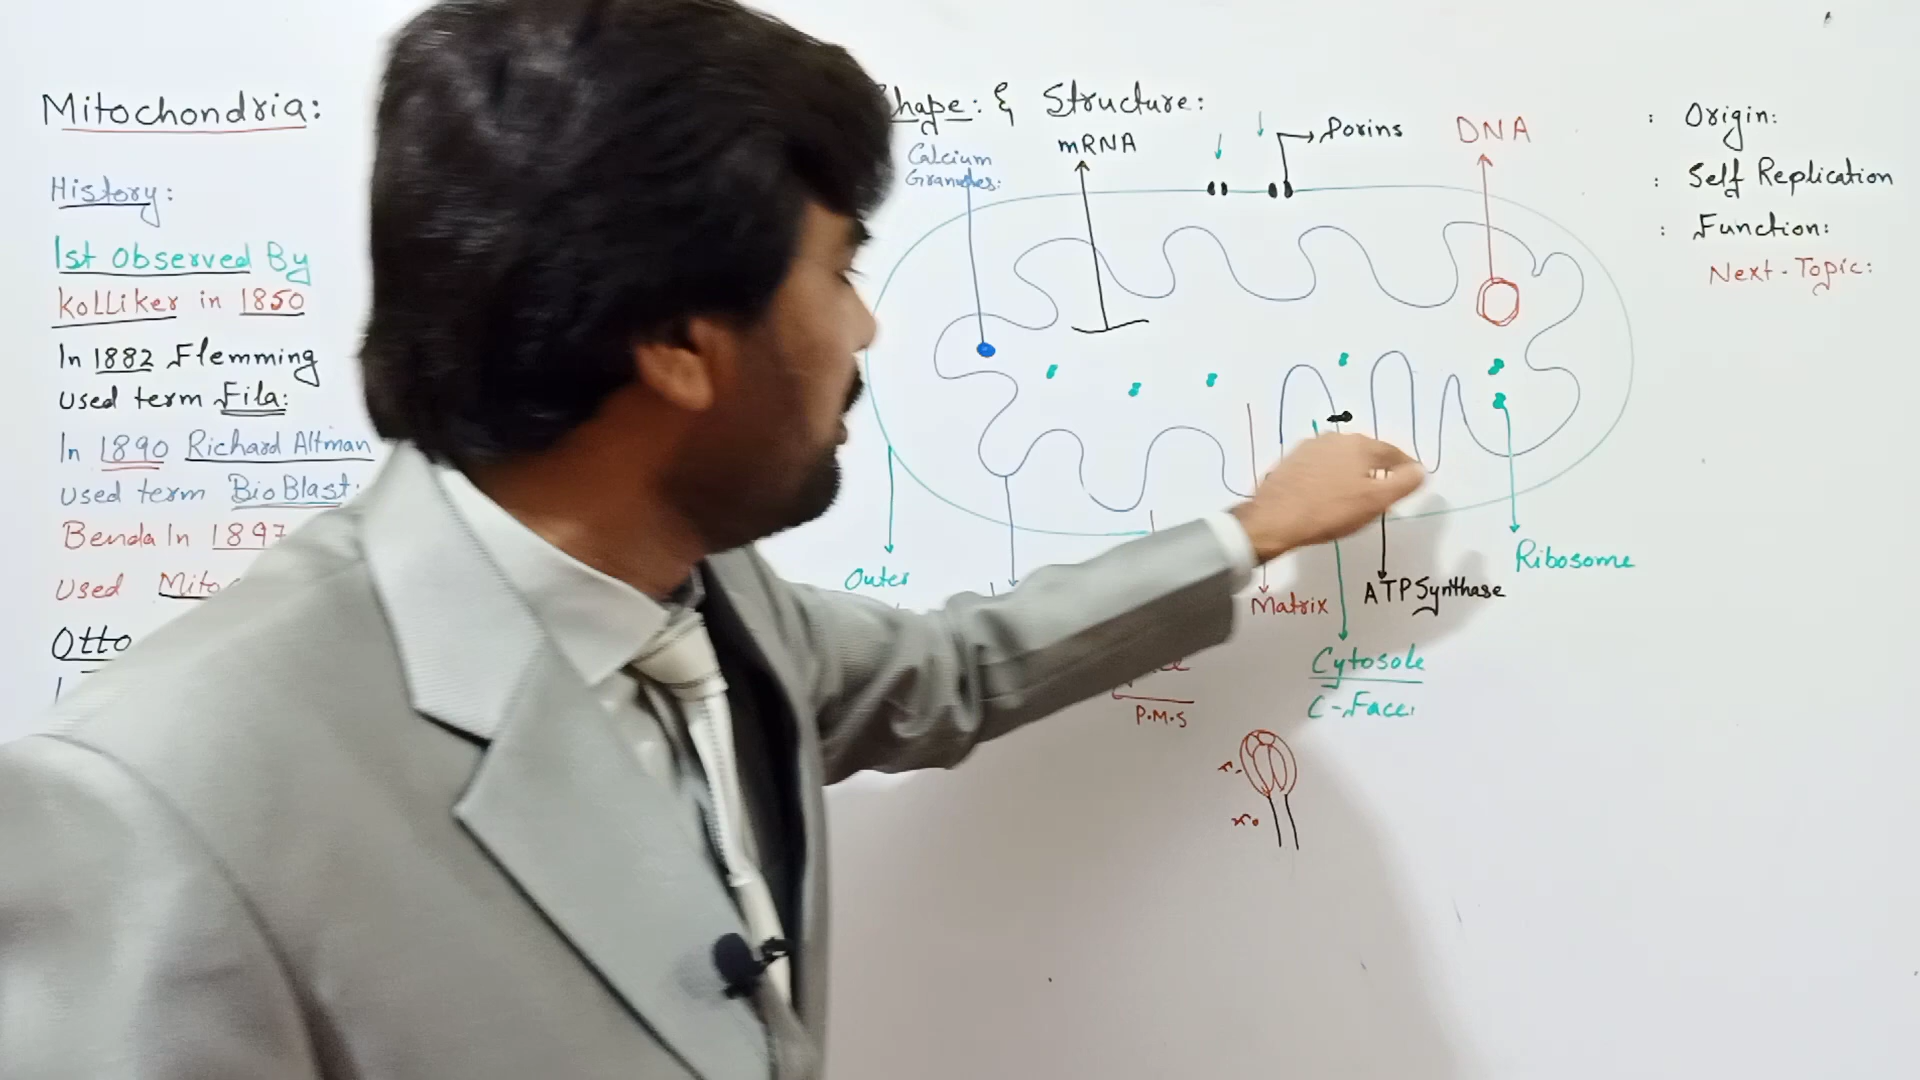 Mitochondria:
History:
1st Observed By
Kolliker in 1850
In 1882 Flemming
used term Fila:
In 1890 Richard Altman
used term BioBlast:
Benda In 1897
Used Mito
Otto
hape: & Structure:
Calcium
Granules:
mRNA
Porins
DNA
Outer
Matrix
ATP Synthase
Ribosome
Cytosole
C-Face:
P.M.S
: Origin:
: Self Replication
: Function:
Next-Topic: